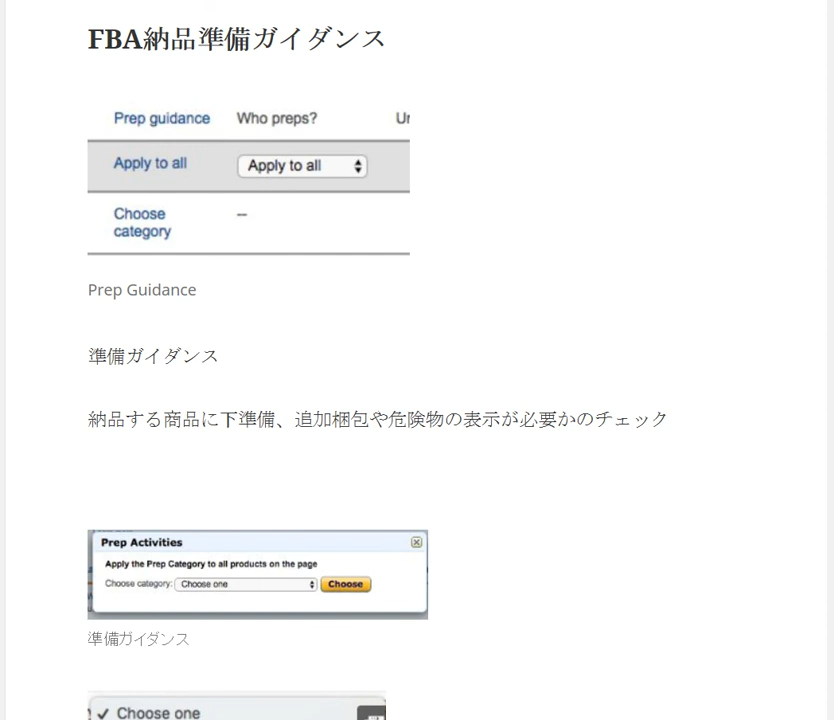 FBA納品準備ガイダンス
Prep guidance Who preps?
Apply to all Apply to all
Choose --
category
Prep Guidance
準備ガイダンス
納品する商品に下準備、追加梱包や危険物の表示が必要かのチェック
Prep Activities
Apply the Prep Category to all products on the page
Choose category: Choose one Choose
準備ガイダンス
Choose one